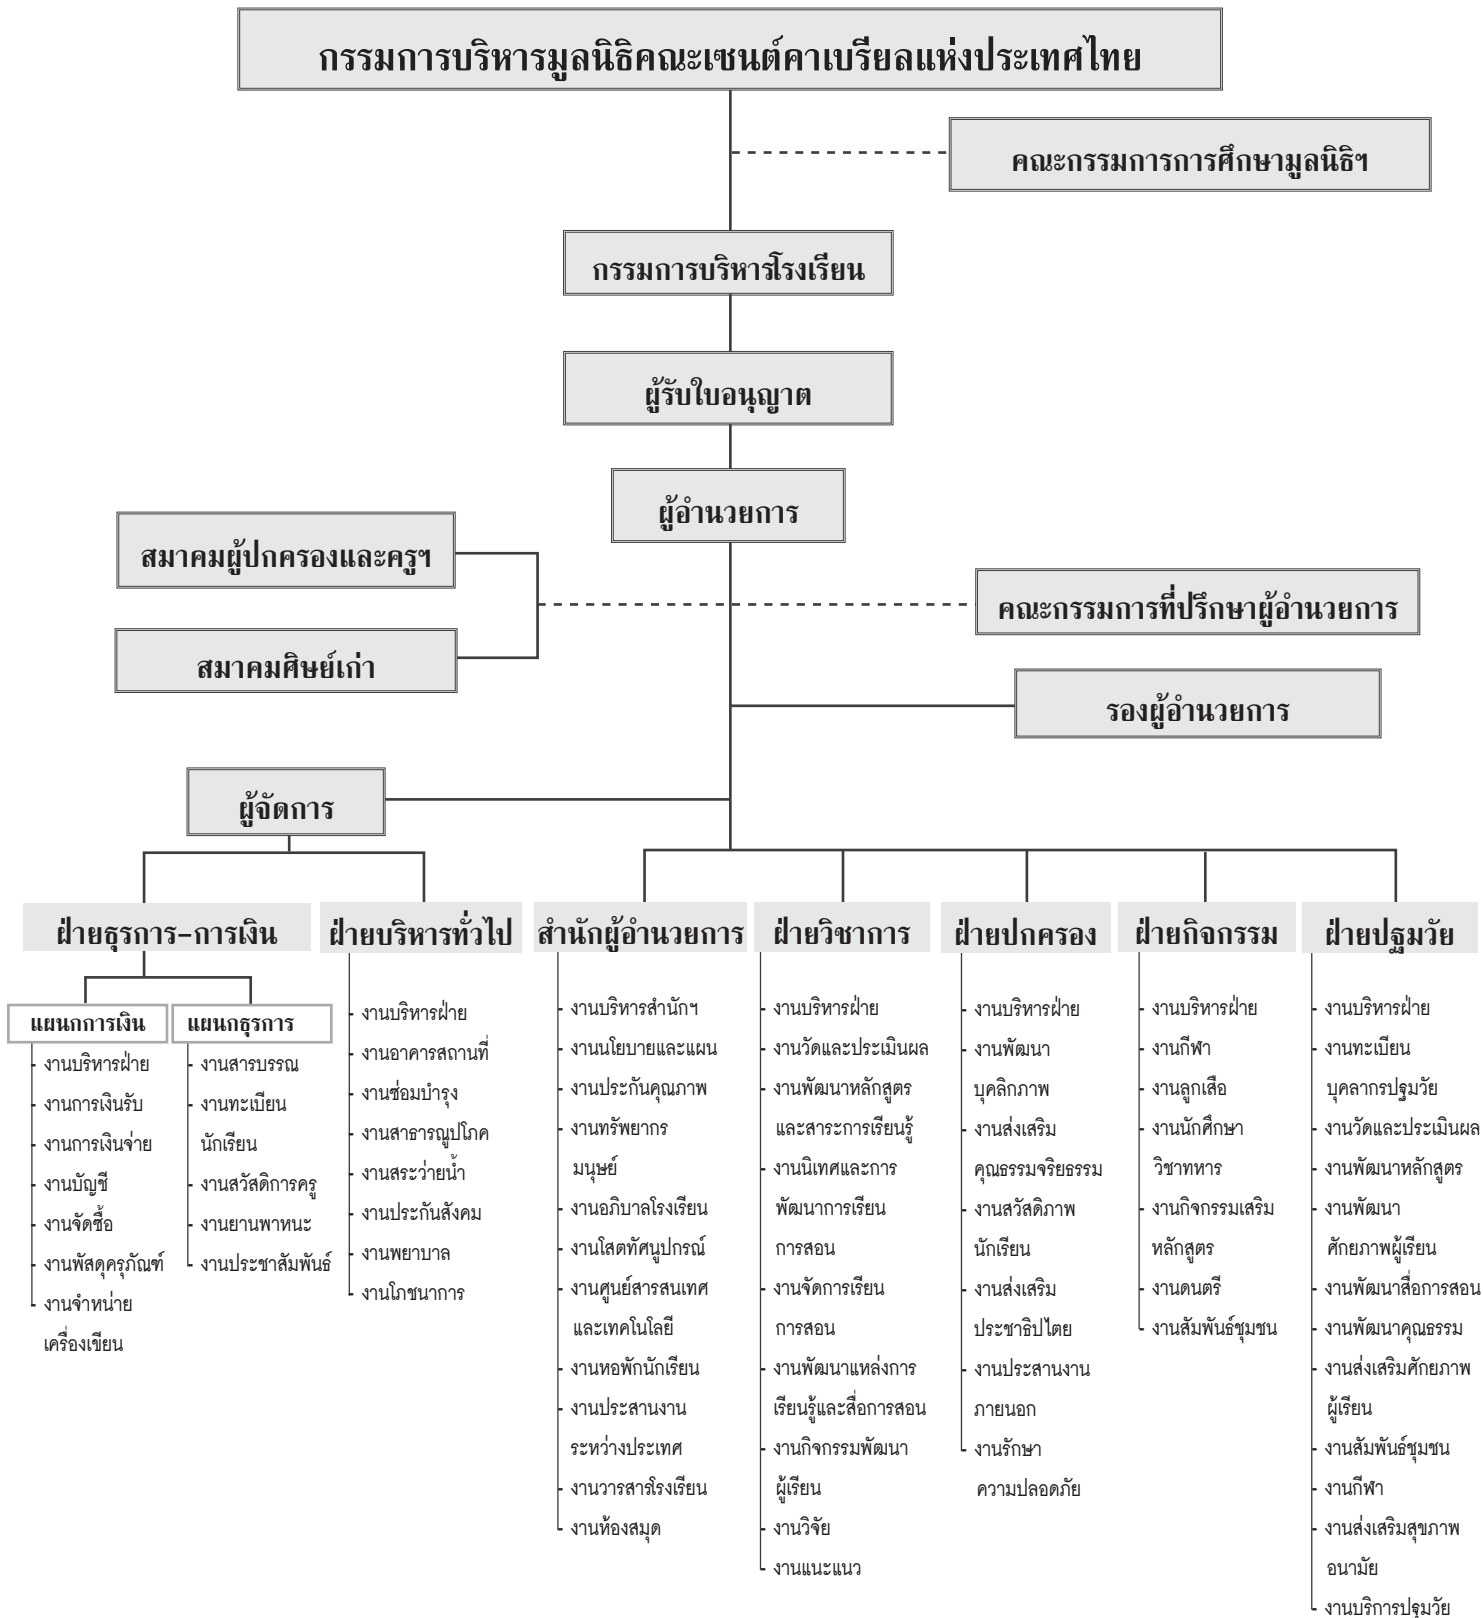 กรรมการบริหารมูลนิธิคณะเซนต์คาเบรียลแห่งประเทศไทย
คณะกรรมการการศึกษามูลนิธิฯ
กรรมการบริหารโรงเรียน
ผู้รับใบอนุญาต
ผู้อำนวยการ
สมาคมผู้ปกครองและครูฯ
คณะกรรมการที่ปรึกษาผู้อำนวยการ
สมาคมศิษย์เก่า
รองผู้อำนวยการ
ผู้จัดการ
ฝ่ายธุรการ-การเงิน
แผนกการเงิน
งานบริหารฝ่าย
งานการเงินรับ
งานการเงินจ่าย
งานบัญชี
งานจัดซื้อ
งานพัสดุครุภัณฑ์
งานจำหน่าย
เครื่องเขียน
แผนกธุรการ
งานสารบรรณ
งานทะเบียน
นักเรียน
งานสวัสดิการครู
งานยานพาหนะ
งานประชาสัมพันธ์
ฝ่ายบริหารทั่วไป
งานบริหารฝ่าย
งานอาคารสถานที่
งานซ่อมบำรุง
งานสาธารณูปโภค
งานสระว่ายน้ำ
งานประกันสังคม
งานพยาบาล
งานโภชนาการ
สำนักผู้อำนวยการ
งานบริหารสำนักฯ
งานนโยบายและแผน
งานประกันคุณภาพ
งานทรัพยากร
มนุษย์
งานอภิบาลโรงเรียน
งานโสตทัศนูปกรณ์
งานศูนย์สารสนเทศ
และเทคโนโลยี
งานหอพักนักเรียน
งานประสานงาน
ระหว่างประเทศ
งานวารสารโรงเรียน
งานห้องสมุด
ฝ่ายวิชาการ
งานบริหารฝ่าย
งานวัดและประเมินผล
งานพัฒนาหลักสูตร
และสาระการเรียนรู้
งานนิเทศและการ
พัฒนาการเรียน
การสอน
งานจัดการเรียน
การสอน
งานพัฒนาแหล่งการ
เรียนรู้และสื่อการสอน
งานกิจกรรมพัฒนา
ผู้เรียน
งานวิจัย
งานแนะแนว
ฝ่ายปกครอง
งานบริหารฝ่าย
งานพัฒนา
บุคลิกภาพ
งานส่งเสริม
คุณธรรมจริยธรรม
งานสวัสดิภาพ
นักเรียน
งานส่งเสริม
ประชาธิปไตย
งานประสานงาน
ภายนอก
งานรักษา
ความปลอดภัย
ฝ่ายกิจกรรม
งานบริหารฝ่าย
งานกีฬา
งานลูกเสือ
งานนักศึกษา
วิชาทหาร
งานกิจกรรมเสริม
หลักสูตร
งานดนตรี
งานสัมพันธ์ชุมชน
ฝ่ายปฐมวัย
งานบริหารฝ่าย
งานทะเบียน
บุคลากรปฐมวัย
งานวัดและประเมินผล
งานพัฒนาหลักสูตร
งานพัฒนา
ศักยภาพผู้เรียน
งานพัฒนาสื่อการสอน
งานพัฒนาคุณธรรม
งานส่งเสริมศักยภาพ
ผู้เรียน
งานสัมพันธ์ชุมชน
งานกีฬา
งานส่งเสริมสุขภาพ
อนามัย
งานบริการปฐมวัย